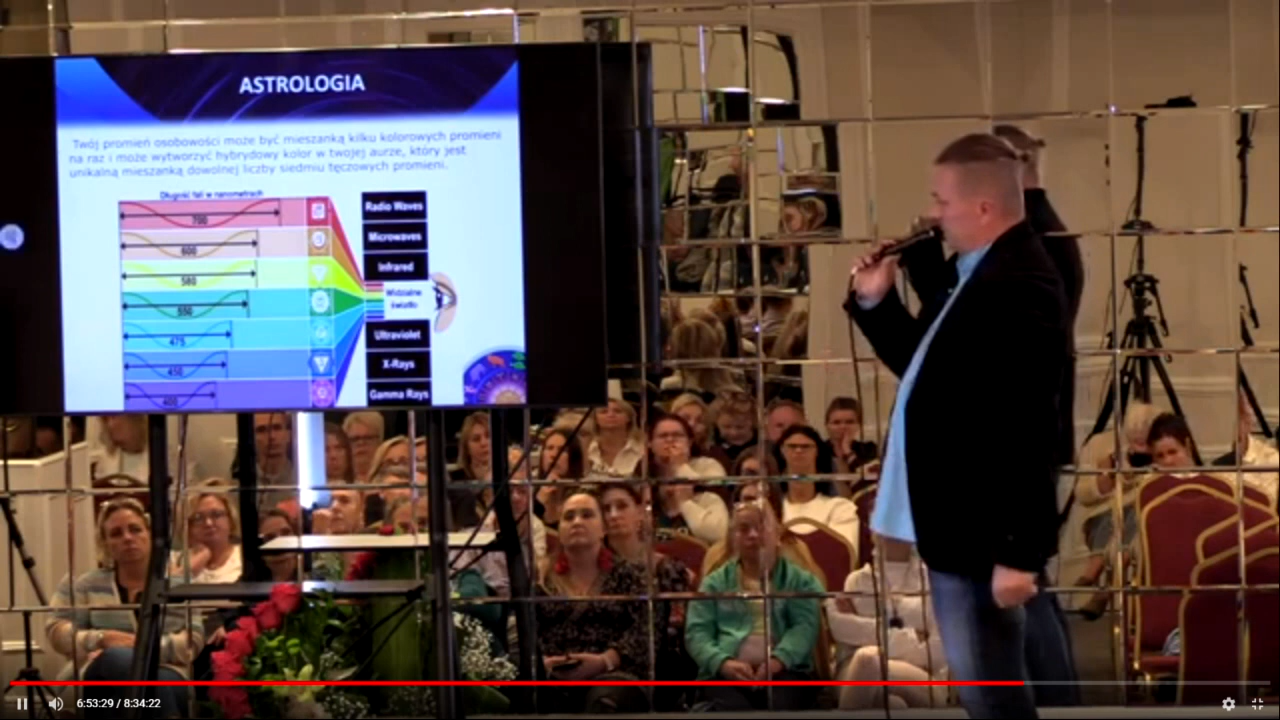 ASTROLOGIA
Twój promień osobowości może być mieszanką kilku kolorowych promieni
na raz i może wytworzyć hybrydowy kolor w twojej aurze, który jest
unikalną mieszanką dowolnej liczby siedmiu tęczowych promieni.
Długość fali w nanometrach
700
Radio Waves
600
Microwaves
580
Infrared
550
Widzialne
światło
475
Ultraviolet
450
X-Rays
400
Gamma Rays
6:53:29 / 8:34:22